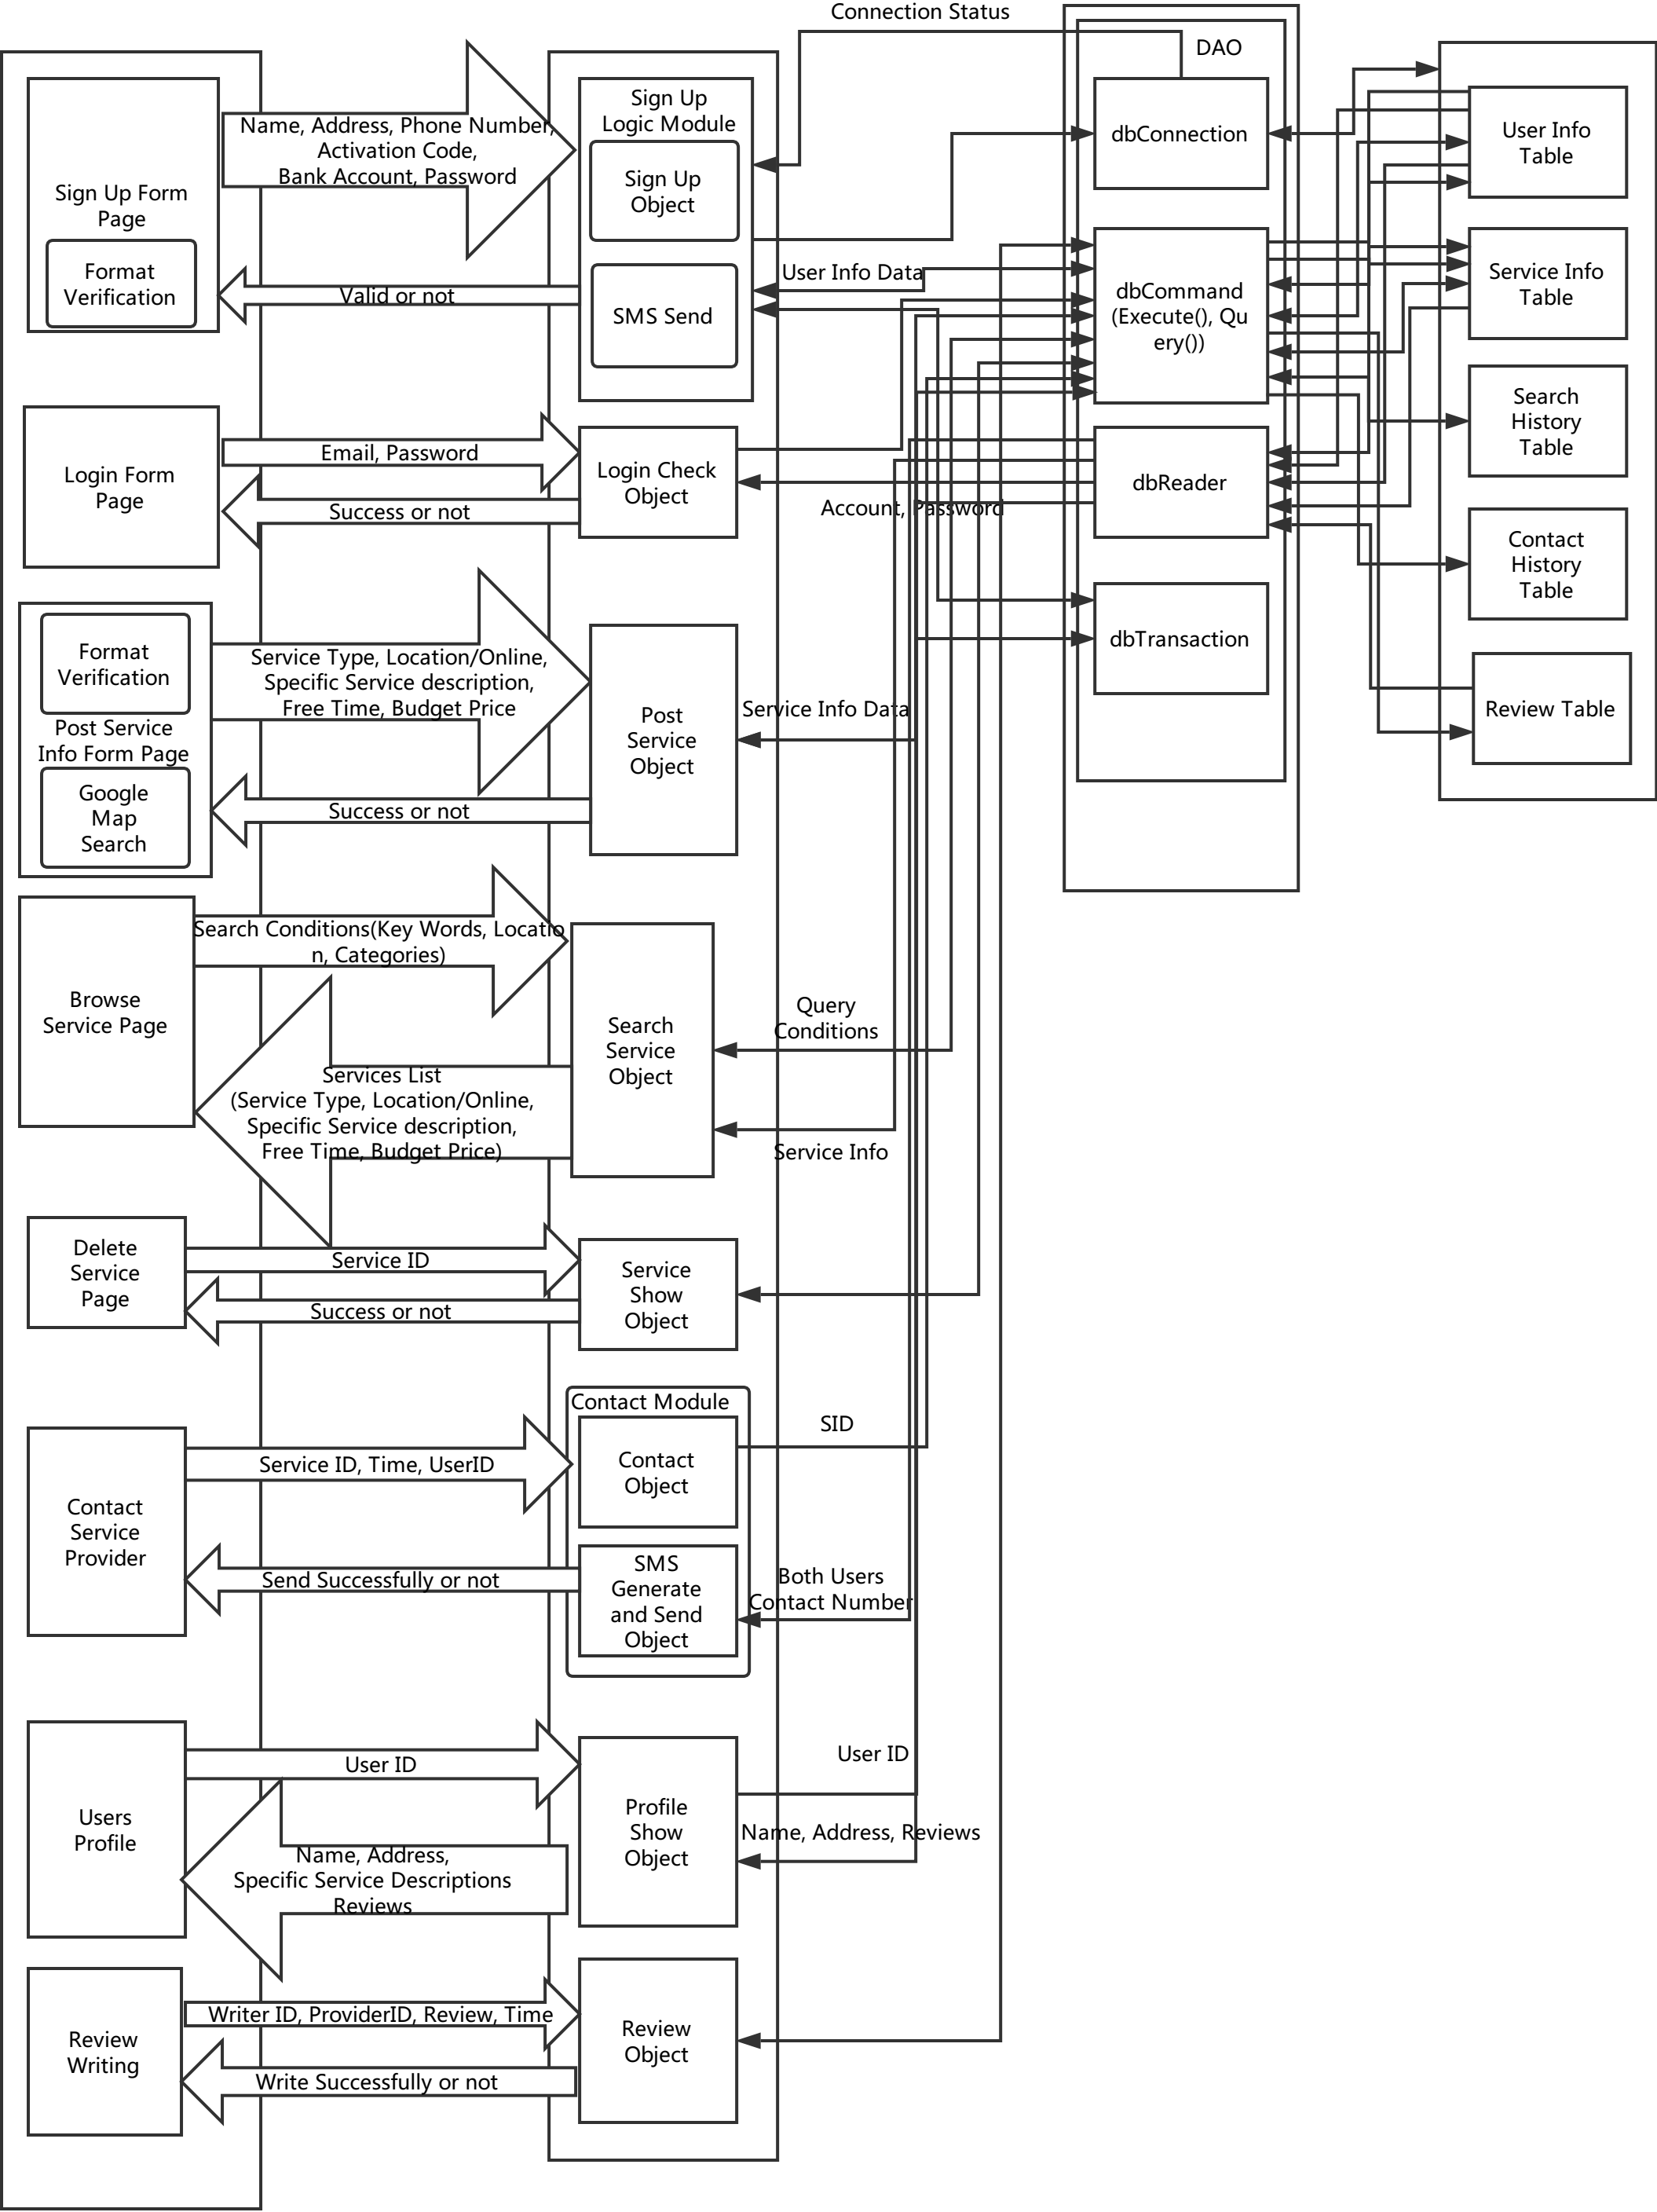 Connection Status
DAO
Sign Up Form
Page
Format
Verification
Name, Address, Phone Number,
Activation Code,
Bank Account, Password
Valid or not
Sign Up
Logic Module
Sign Up
Object
SMS Send
User Info Data
dbConnection
dbCommand
(Execute(), Qu
ery())
dbReader
dbTransaction
User Info
Table
Service Info
Table
Search
History
Table
Contact
History
Table
Review Table
Login Form
Page
Email, Password
Success or not
Login Check
Object
Account, Password
Format
Verification
Post Service
Info Form Page
Google
Map
Search
Service Type, Location/Online,
Specific Service description,
Free Time, Budget Price
Success or not
Post
Service
Object
Service Info Data
Browse
Service Page
Search Conditions(Key Words, Locatio
n, Categories)
Services List
(Service Type, Location/Online,
Specific Service description,
Free Time, Budget Price)
Search
Service
Object
Query
Conditions
Service Info
Delete
Service
Page
Service ID
Success or not
Service
Show
Object
Contact
Service
Provider
Service ID, Time, UserID
Send Successfully or not
Contact Module
Contact
Object
SMS
Generate
and Send
Object
SID
Both Users
Contact Number
Users
Profile
User ID
Name, Address,
Specific Service Descriptions
Reviews
Profile
Show
Object
User ID
Name, Address, Reviews
Review
Writing
Writer ID, ProviderID, Review, Time
Write Successfully or not
Review
Object